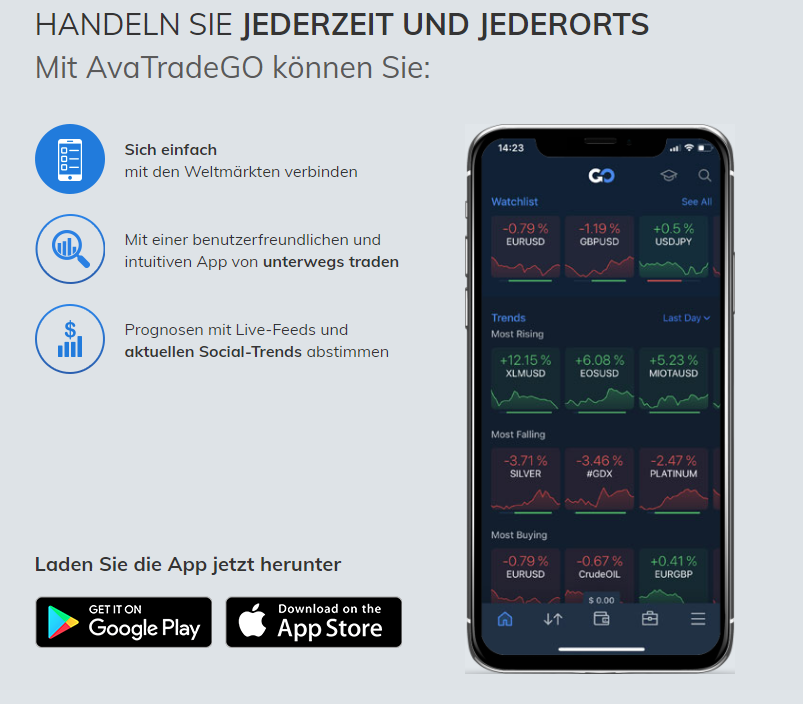 HANDELN SIE JEDERZEIT UND JEDERORTS
Mit AvaTradeGO können Sie:
Sich einfach
mit den Weltmärkten verbinden
Mit einer benutzerfreundlichen und
intuitiven App von unterwegs traden
Prognosen mit Live-Feeds und
aktuellen Social-Trends abstimmen
Laden Sie die App jetzt herunter
GET IT ON
Google Play
Download on the
App Store
14:23
GO
Watchlist See All
-0.79 % -1.19 % +0.5 %
EURUSD GBPUSD USDJPY
Trends Last Day
Most Rising
+12.15 % +6.08 % +5.23 %
XLMUSD EOSUSD MIOTAUSD
Most Falling
-3.71 % -3.46 % -2.47 %
SILVER #GDX PLATINUM
Most Buying
-0.79 % -0.67 % +0.41 %
EURUSD CrudeOIL EURGBP
$ 0.00